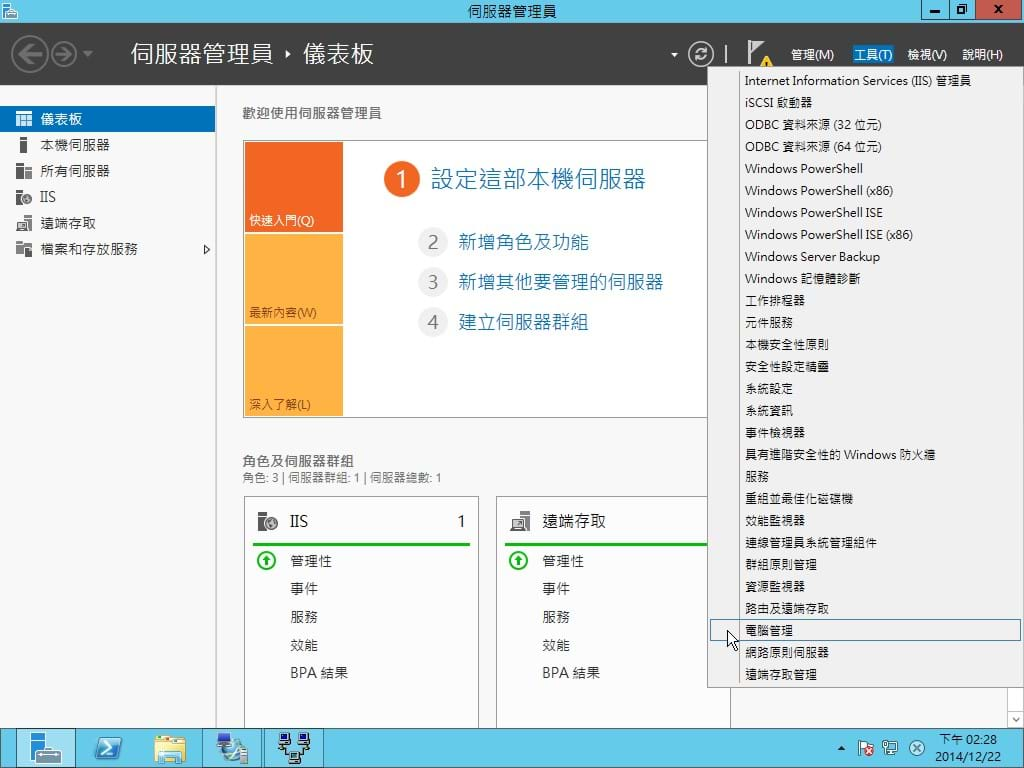 伺服器管理員
伺服器管理員 ‣ 儀表板
管理(M) 工具(T) 檢視(V) 說明(H)
儀表板
本機伺服器
所有伺服器
IIS
遠端存取
檔案和存放服務
歡迎使用伺服器管理員
快速入門(Q)
最新內容(W)
深入了解(L)
1 設定這部本機伺服器
2 新增角色及功能
3 新增其他要管理的伺服器
4 建立伺服器群組
角色及伺服器群組
角色: 3 | 伺服器群組: 1 | 伺服器總數: 1
IIS 1
管理性
事件
服務
效能
BPA 結果
遠端存取
管理性
事件
服務
效能
BPA 結果
Internet Information Services (IIS) 管理員
iSCSI 啟動器
ODBC 資料來源 (32 位元)
ODBC 資料來源 (64 位元)
Windows PowerShell
Windows PowerShell (x86)
Windows PowerShell ISE
Windows PowerShell ISE (x86)
Windows Server Backup
Windows 記憶體診斷
工作排程器
元件服務
本機安全性原則
安全性設定精靈
系統設定
系統資訊
事件檢視器
具有進階安全性的 Windows 防火牆
服務
重組並最佳化磁碟機
效能監視器
連線管理員系統管理組件
群組原則管理
資源監視器
路由及遠端存取
電腦管理
網路原則伺服器
遠端存取管理
下午 02:28
2014/12/22